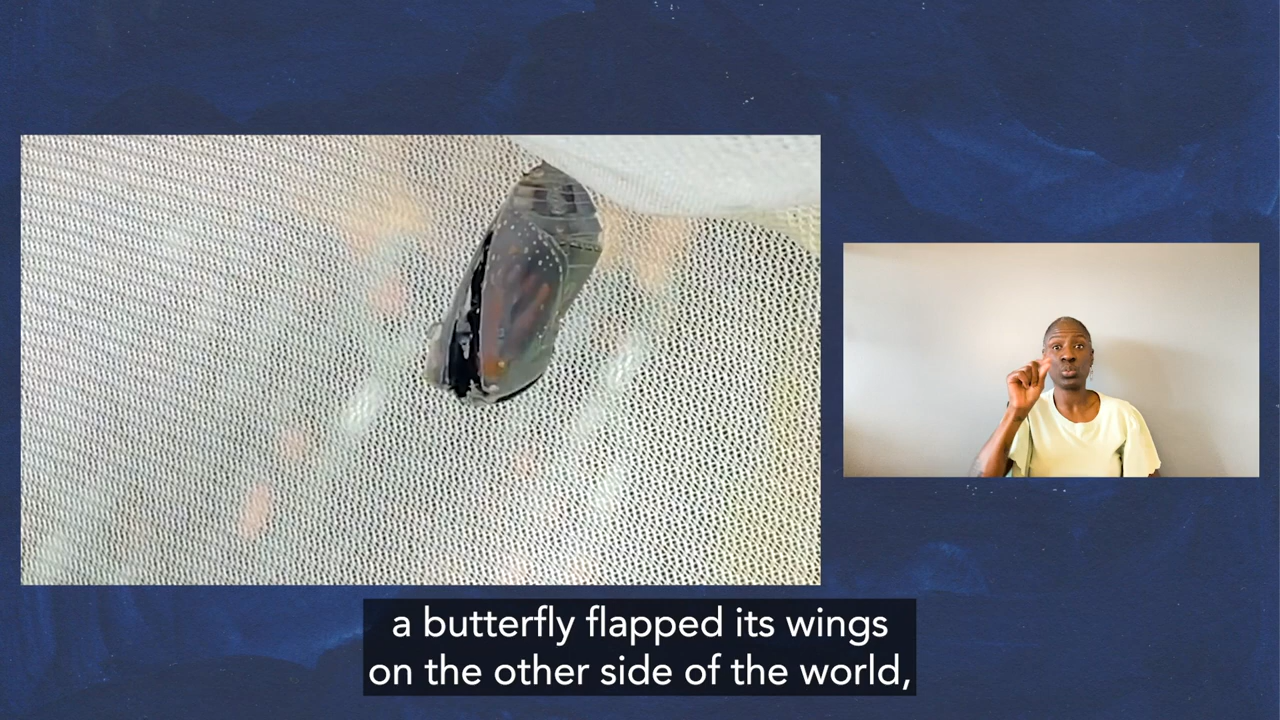 a butterfly flapped its wings
on the other side of the world,